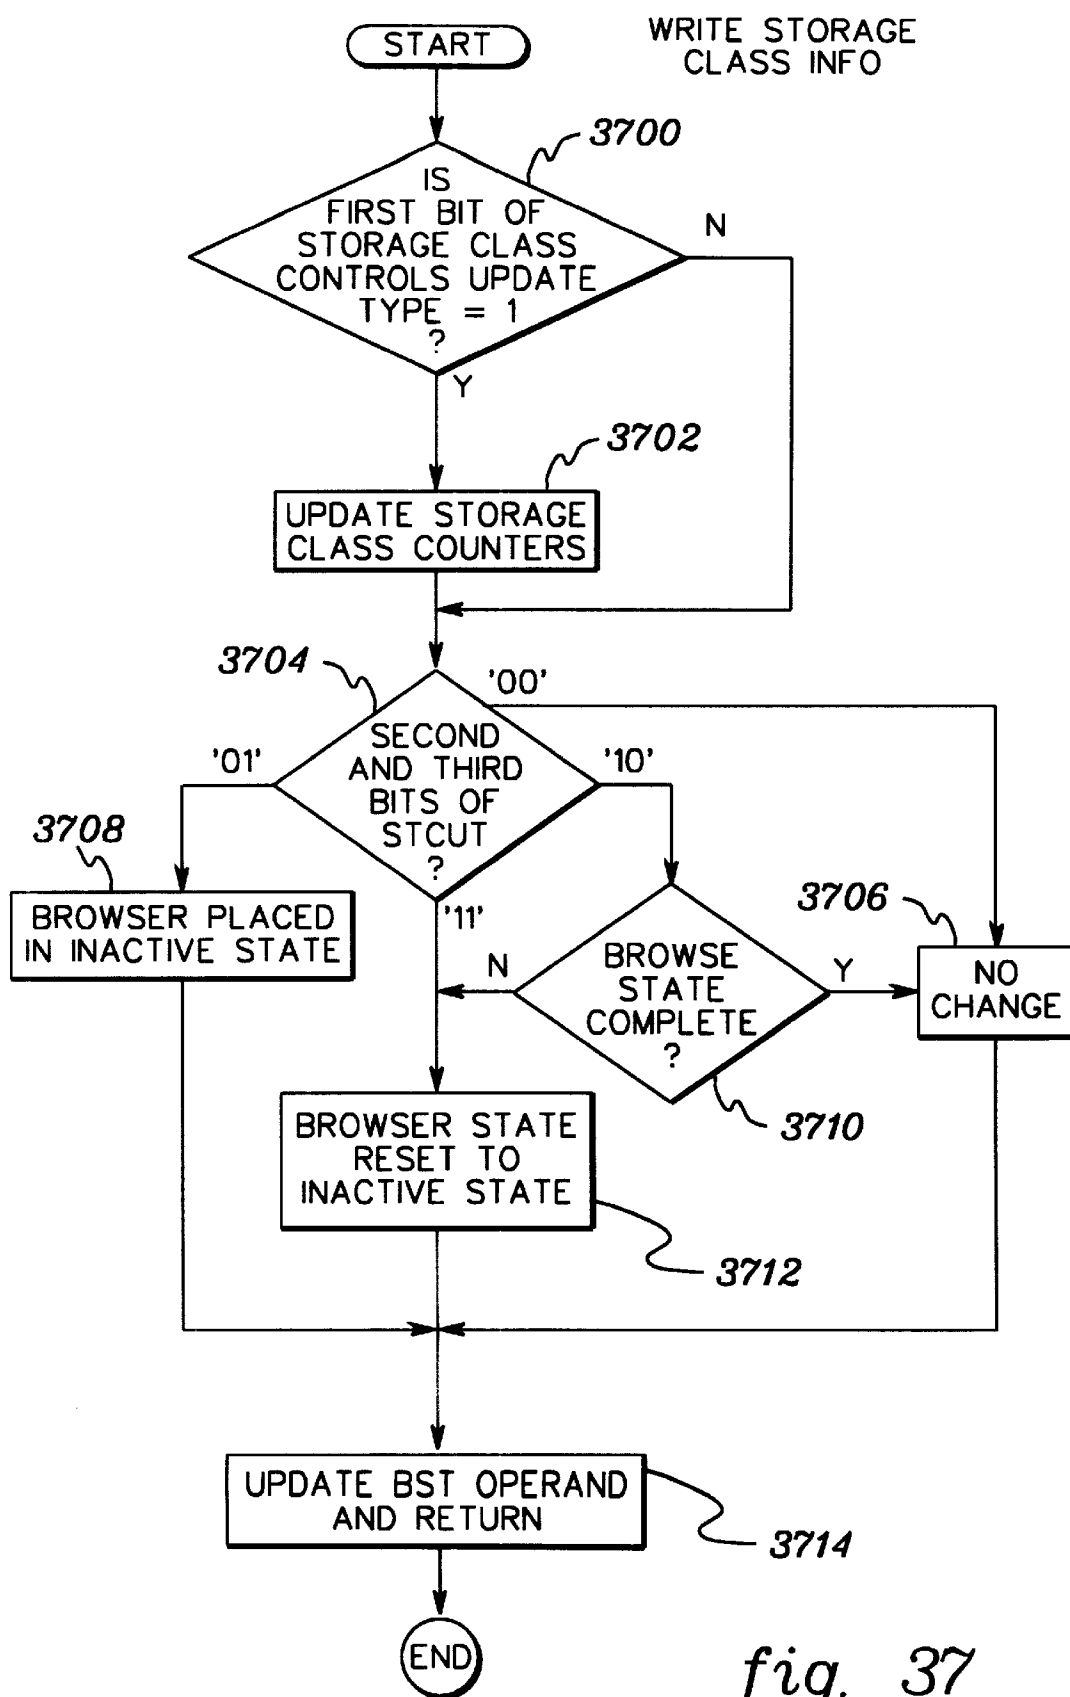 START
WRITE STORAGE
CLASS INFO
3700
IS
FIRST BIT OF
STORAGE CLASS
CONTROLS UPDATE
TYPE = 1
?
N
Y
3702
UPDATE STORAGE
CLASS COUNTERS
3704
'00'
SECOND
AND THIRD
BITS OF
STCUT
?
'01'
'10'
'11'
3708
BROWSER PLACED
IN INACTIVE STATE
3706
NO
CHANGE
N
BROWSE
STATE
COMPLETE
?
Y
3710
BROWSER STATE
RESET TO
INACTIVE STATE
3712
UPDATE BST OPERAND
AND RETURN
3714
END
fig. 37